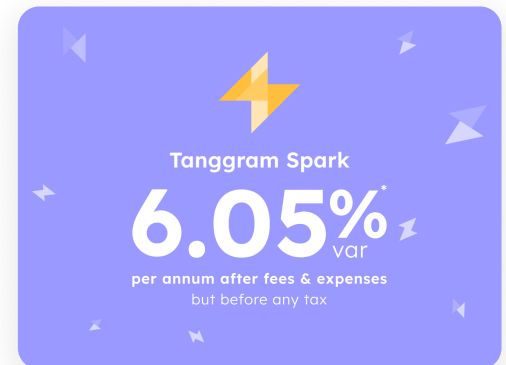 Tanggram Spark
6.05%*
var
per annum after fees & expenses
but before any tax